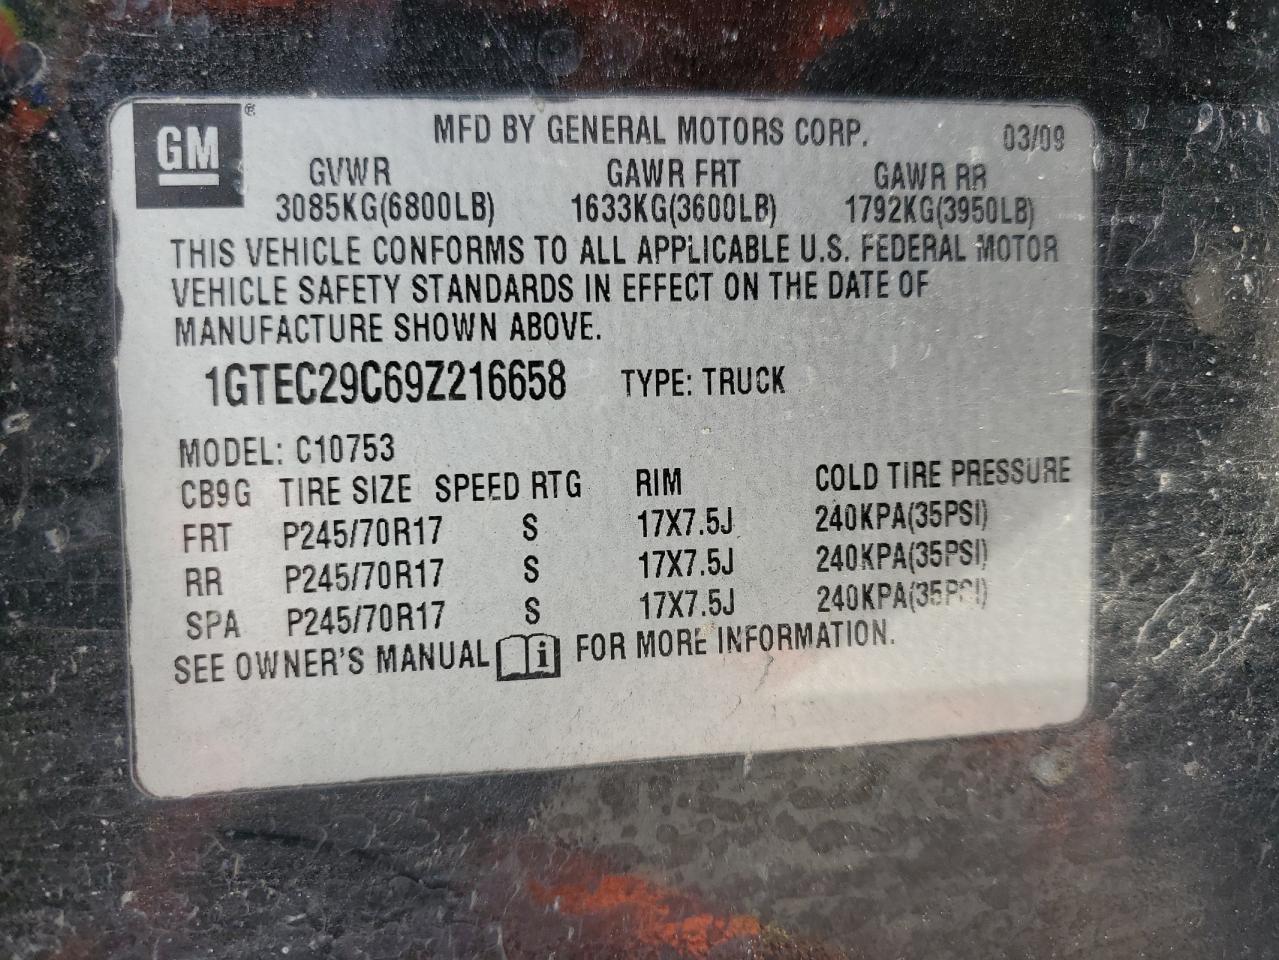 GM®
MFD BY GENERAL MOTORS CORP. 03/09
GVWR GAWR FRT GAWR RR
3085KG(6800LB) 1633KG(3600LB) 1792KG(3950LB)
THIS VEHICLE CONFORMS TO ALL APPLICABLE U.S. FEDERAL MOTOR
VEHICLE SAFETY STANDARDS IN EFFECT ON THE DATE OF
MANUFACTURE SHOWN ABOVE.
1GTEC29C69Z216658 TYPE: TRUCK
MODEL: C10753
CB9G TIRE SIZE SPEED RTG RIM COLD TIRE PRESSURE
FRT P245/70R17 S 17X7.5J 240KPA(35PSI)
RR P245/70R17 S 17X7.5J 240KPA(35PSI)
SPA P245/70R17 S 17X7.5J 240KPA(35PSI)
SEE OWNER'S MANUAL i FOR MORE INFORMATION.